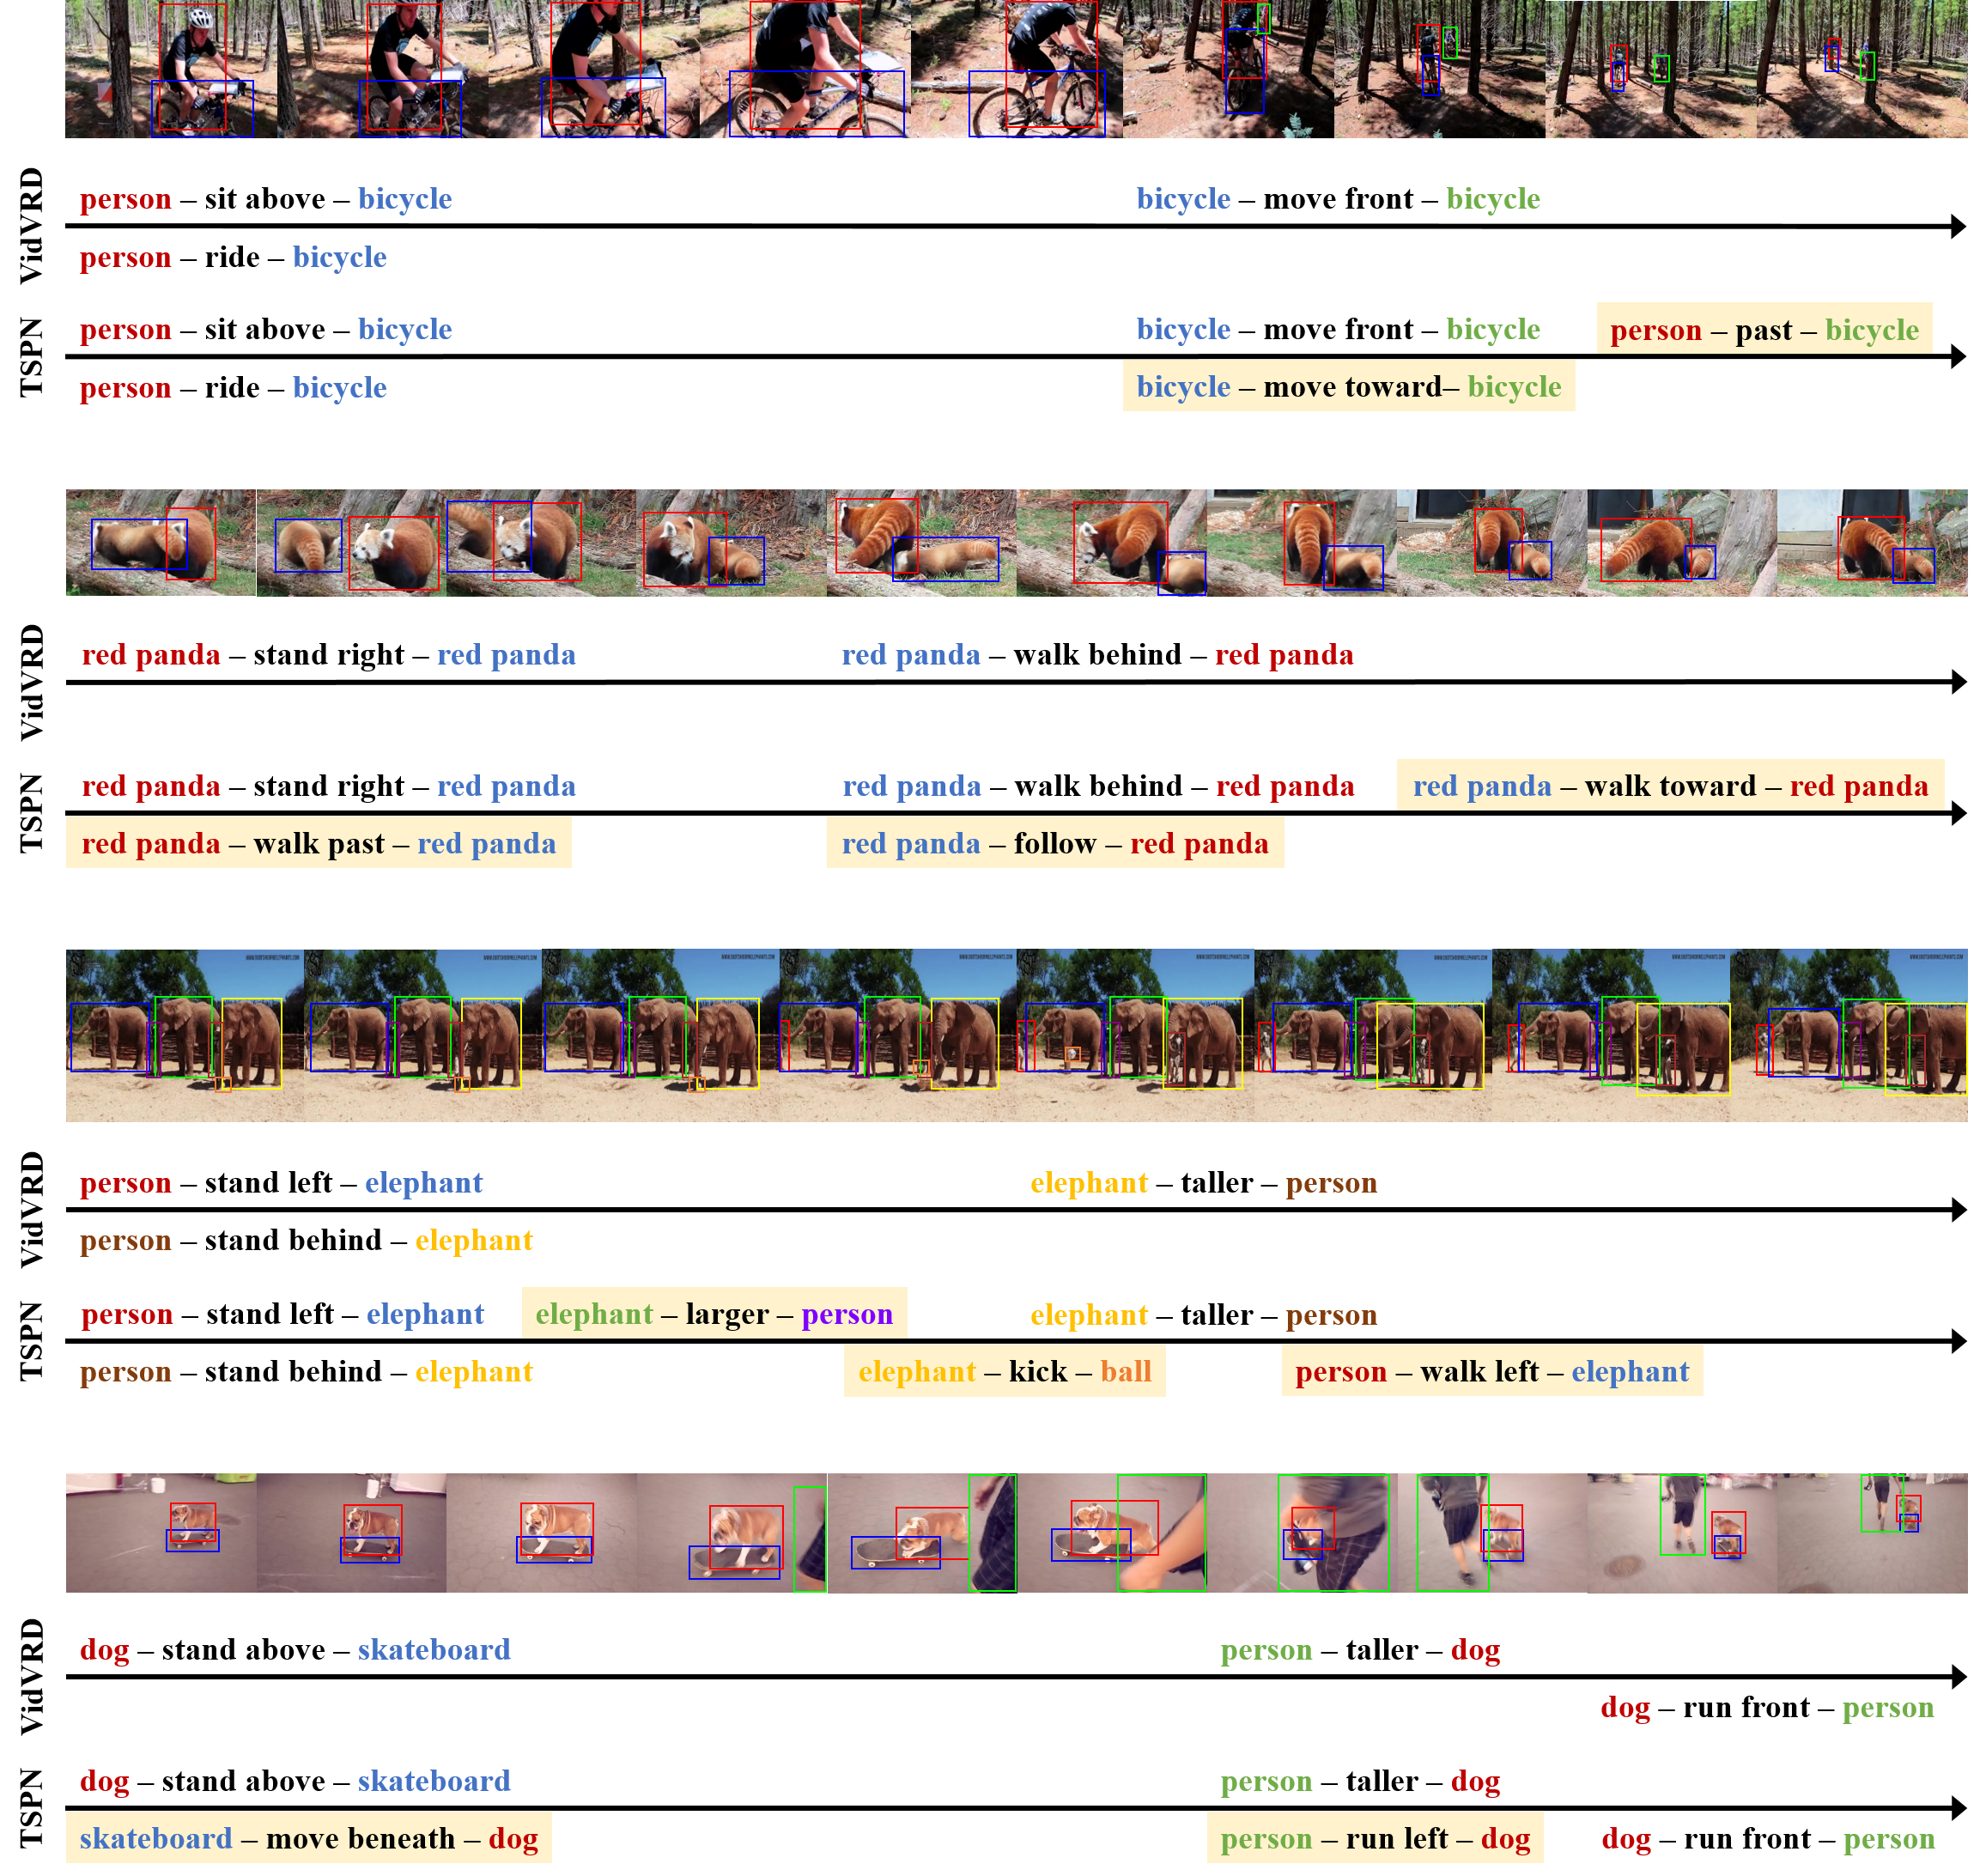 VidVRD
person – sit above – bicycle
bicycle – move front – bicycle
person – ride – bicycle
TSPN
person – sit above – bicycle
bicycle – move front – bicycle
person – past – bicycle
person – ride – bicycle
bicycle – move toward– bicycle
VidVRD
red panda – stand right – red panda
red panda – walk behind – red panda
TSPN
red panda – stand right – red panda
red panda – walk behind – red panda
red panda – walk toward – red panda
red panda – walk past – red panda
red panda – follow – red panda
VidVRD
person – stand left – elephant
elephant – taller – person
person – stand behind – elephant
TSPN
person – stand left – elephant
elephant – larger – person
elephant – taller – person
person – stand behind – elephant
elephant – kick – ball
person – walk left – elephant
VidVRD
dog – stand above – skateboard
person – taller – dog
dog – run front – person
TSPN
dog – stand above – skateboard
person – taller – dog
skateboard – move beneath – dog
person – run left – dog
dog – run front – person